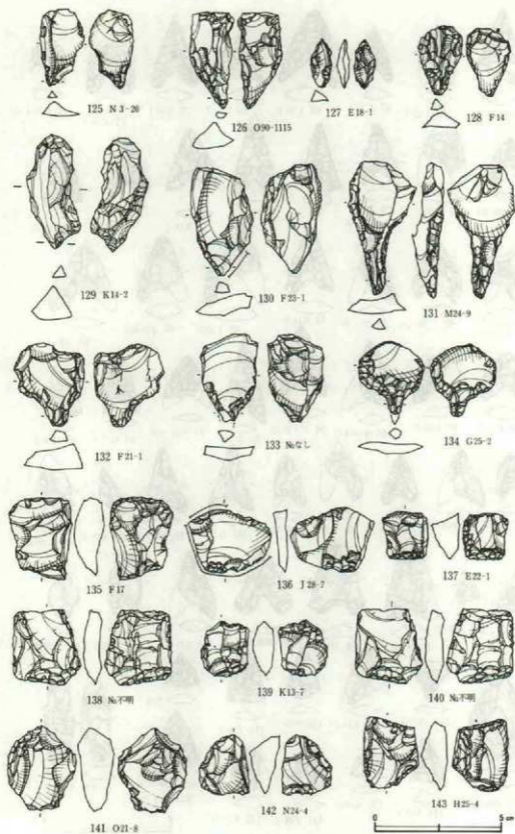 125 N3-26
126 O90-1115
127 E18-1
128 F14
129 K14-2
130 F23-1
131 M24-9
132 F21-1
133 №なし
134 G25-2
135 F17
136 J28-7
137 E22-1
138 №不明
139 K13-7
140 №不明
141 O21-8
142 N24-4
143 H25-4
0 5cm